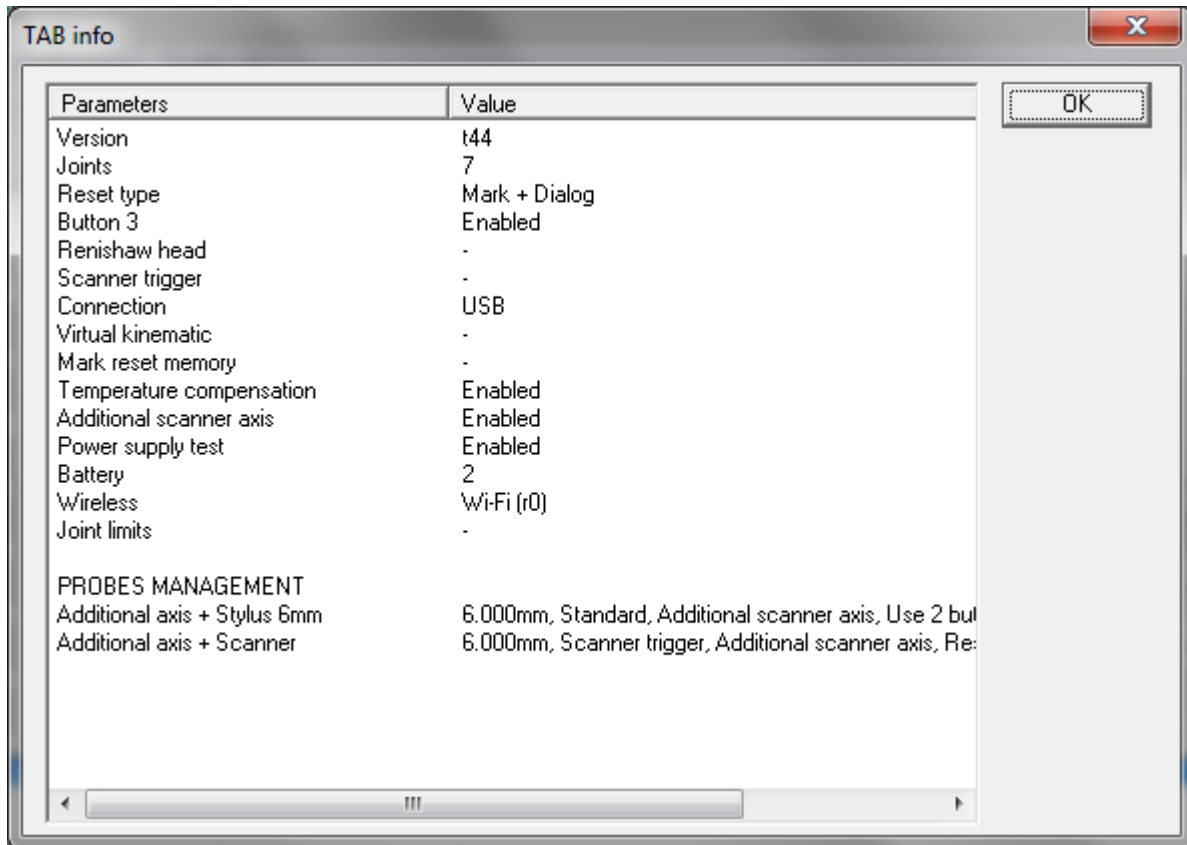 TAB info
Parameters Value
OK
Version t44
Joints 7
Reset type Mark + Dialog
Button 3 Enabled
Renishaw head -
Scanner trigger -
Connection USB
Virtual kinematic -
Mark reset memory -
Temperature compensation Enabled
Additional scanner axis Enabled
Power supply test Enabled
Battery 2
Wireless Wi-Fi (r0)
Joint limits -
PROBES MANAGEMENT
Additional axis + Stylus 6mm 6.000mm, Standard, Additional scanner axis, Use 2
Additional axis + Scanner 6.000mm, Scanner trigger, Additional scanner axis,